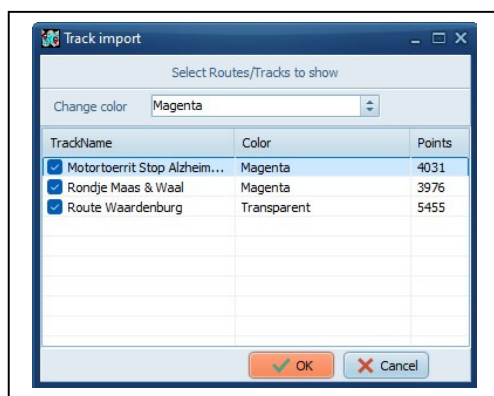 Track import
Select Routes/Tracks to show
Change color Magenta
TrackName Color Points
Motortoerrit Stop Alzheim... Magenta 4031
Rondje Maas & Waal Magenta 3976
Route Waardenburg Transparent 5455
OK Cancel